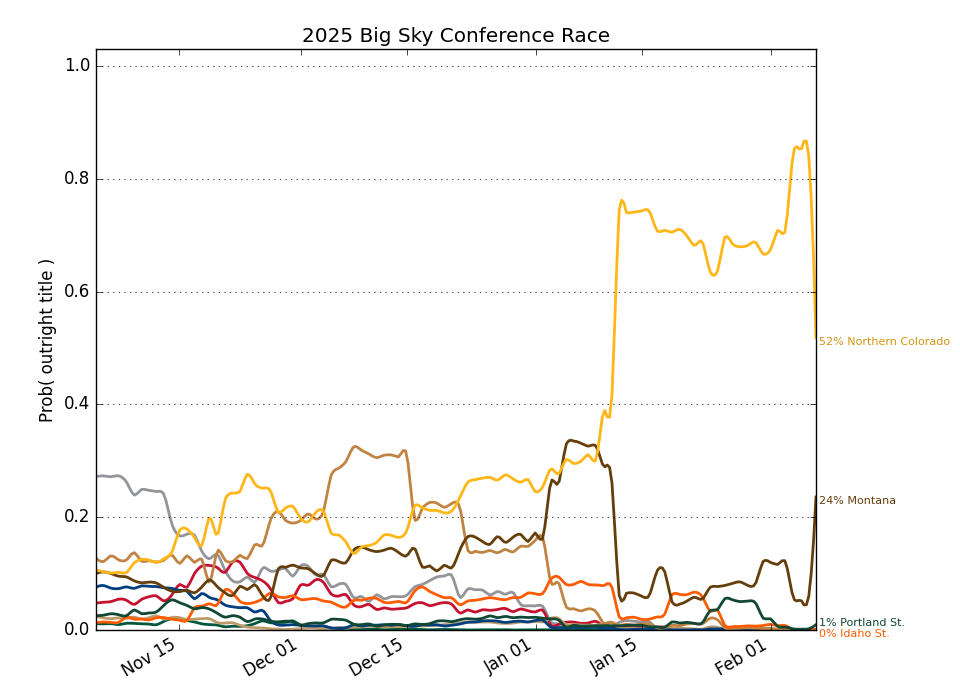 2025 Big Sky Conference Race
Prob( outright title )
1.0
0.8
0.6
0.4
0.2
0.0
52% Northern Colorado
24% Montana
1% Portland St.
0% Idaho St.
Nov 15
Dec 01
Dec 15
Jan 01
Jan 15
Feb 01